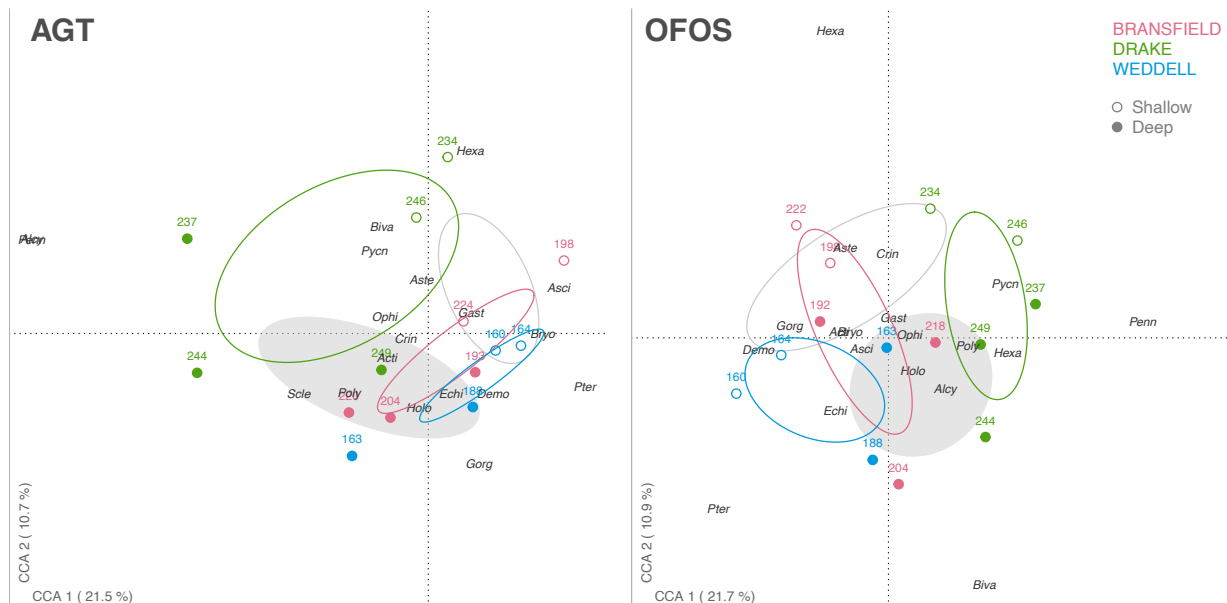 AGT
234
Hexa
246
237
Biva
Penn
Pycn
198
Aste
Asci
224
Gast
Ophi
160
164
Crin
Bryo
249
Acti
193
Pter
244
Scle
Poly
Echi
188
Demo
204
Holo
163
Gorg
CCA 2 ( 10.7 %)
CCA 1 ( 21.5 %)
OFOS
Hexa
BRANSFIELD
DRAKE
WEDDELL
Shallow
Deep
234
222
246
Aste
Crin
Pycn
237
192
Gast
Penn
Gorg
Bryo
163
Ophi
218
249
Demo
164
Asci
Poly
Hexa
Holo
160
Alcy
Echi
244
188
204
Pter
Biva
CCA 2 ( 10.9 %)
CCA 1 ( 21.7 %)